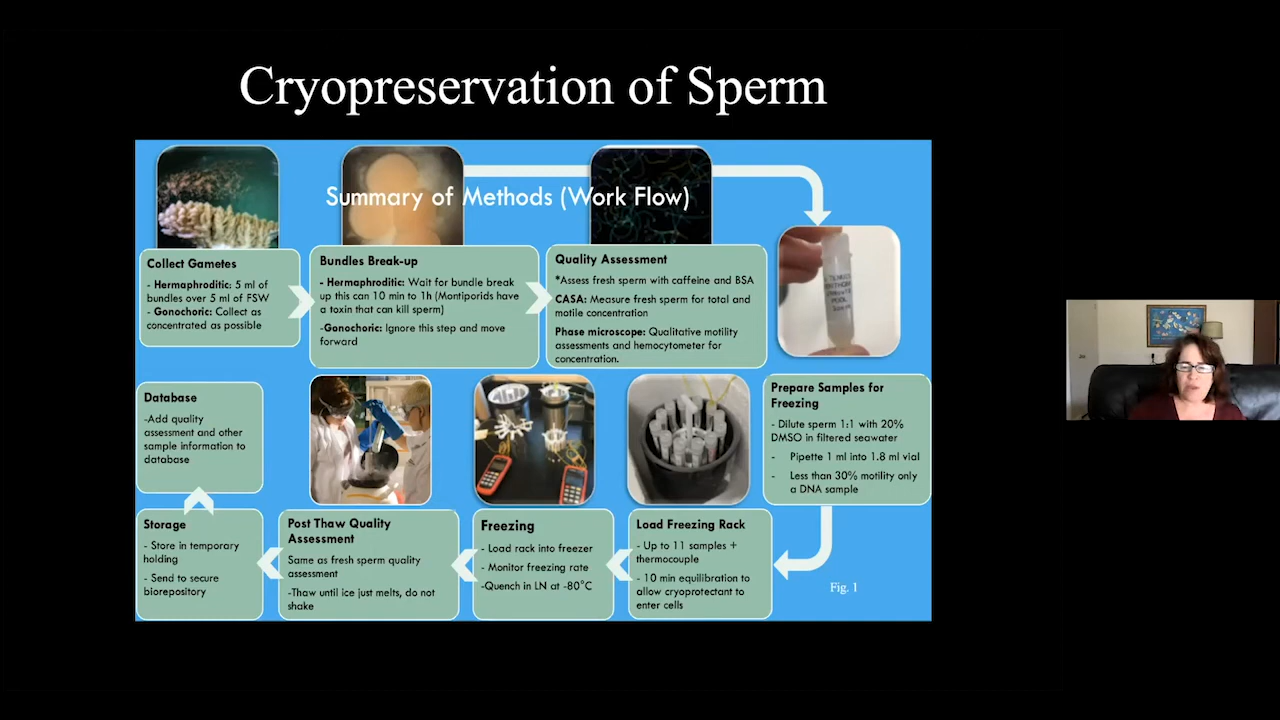 Cryopreservation of Sperm
Summary of Methods (Work Flow)
Collect Gametes
- Hermaphroditic: 5 ml of
bundles over 5 ml of FSW
- Gonochoric: Collect as
concentrated as possible
Bundles Break-up
- Hermaphroditic: Wait for bundle break
up this can 10 min to 1h (Montiporids have
a toxin that can kill sperm)
-Gonochoric: Ignore this step and move
forward
Quality Assessment
*Assess fresh sperm with caffeine and BSA
CASA: Measure fresh sperm for total and
motile concentration
Phase microscope: Qualitative motility
assessments and hemocytometer for
concentration.
Prepare Samples for
Freezing
- Dilute sperm 1:1 with 20%
DMSO in filtered seawater
- Pipette 1 ml into 1.8 ml vial
- Less than 30% motility only
a DNA sample
Load Freezing Rack
- Up to 11 samples +
thermocouple
- 10 min equilibration to
allow cryoprotectant to
enter cells
Freezing
- Load rack into freezer
- Monitor freezing rate
-Quench in LN at -80°C
Post Thaw Quality
Assessment
Same as fresh sperm quality
assessment
-Thaw until ice just melts, do not
shake
Storage
- Store in temporary
holding
- Send to secure
biorepository
Database
-Add quality
assessment and other
sample information to
database
Fig. 1